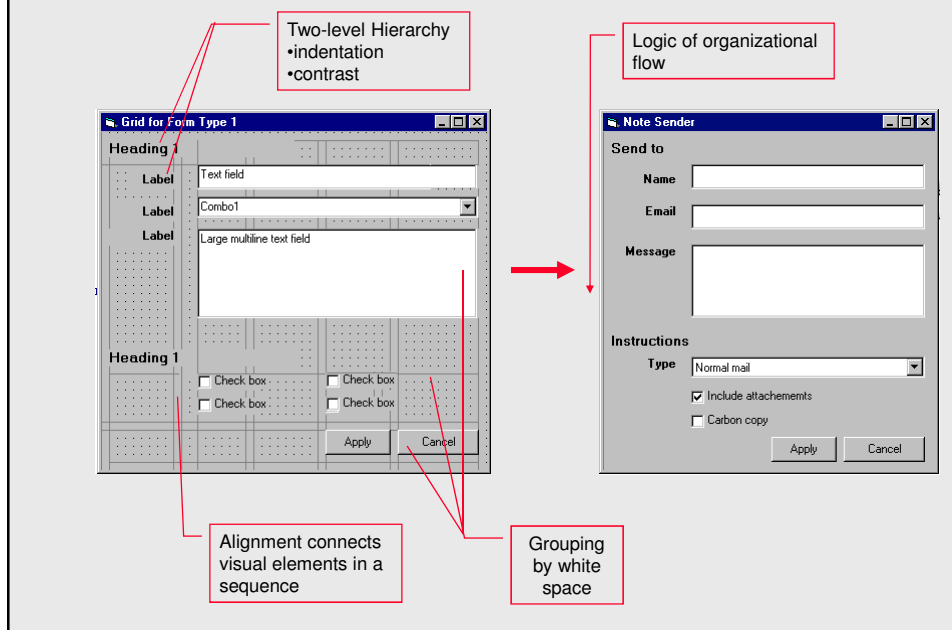 Two-level Hierarchy
•indentation
•contrast
Logic of organizational
flow
Grid for Form Type 1
Heading 1
Label
Text field
Label
Combo1
Label
Large multiline text field
Heading 1
Check box
Check box
Check box
Check box
Apply
Cancel
Note Sender
Send to
Name
Email
Message
Instructions
Type
Normal mail
Include attachememts
Carbon copy
Apply
Cancel
Alignment connects
visual elements in a
sequence
Grouping
by white
space